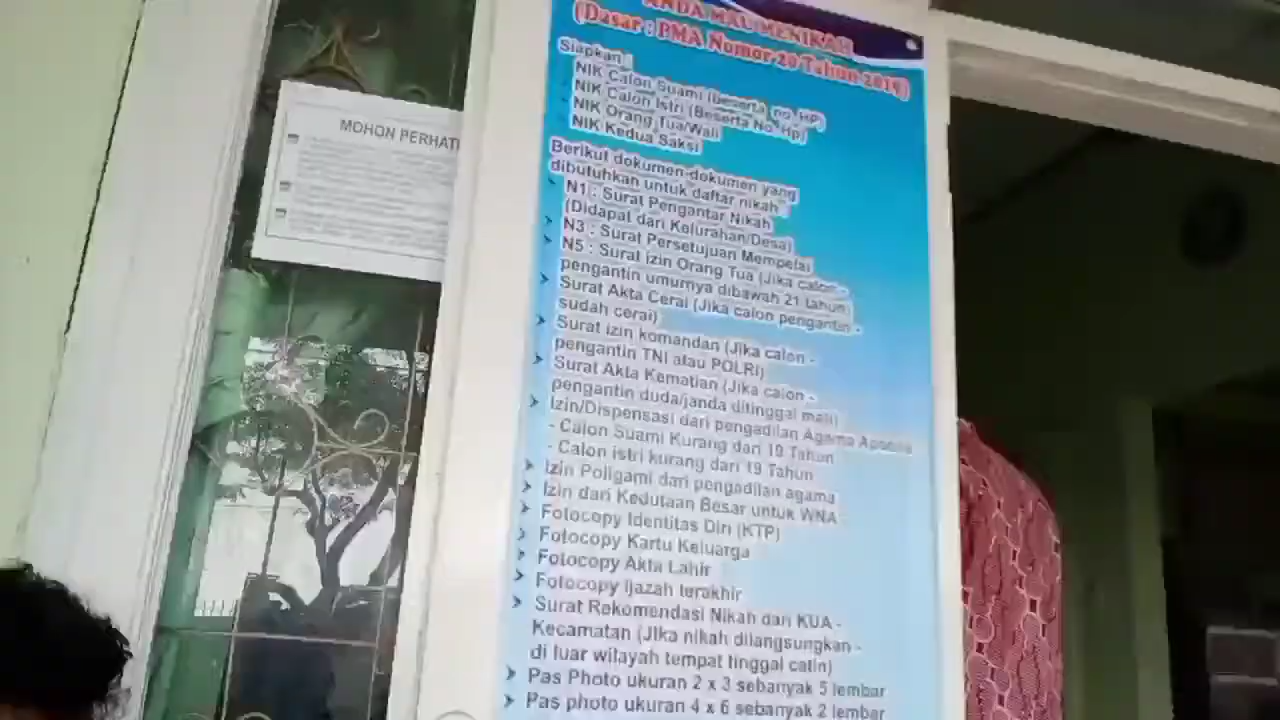 MOHON PERHATI
ANDA MAU MENIKAH
(Dasar : PMA Nomor 20 Tahun 2019)
Siapkan :
NIK Calon Suami (Beserta no. HP)
NIK Calon Istri (Beserta No. Hp)
NIK Orang Tua/Wali
NIK Kedua Saksi
Berikut dokumen-dokumen yang
dibutuhkan untuk daftar nikah :
N1 : Surat Pengantar Nikah
(Didapat dari Kelurahan/Desa)
N3 : Surat Persetujuan Mempelai
N5 : Surat izin Orang Tua (Jika calon -
pengantin umurnya dibawah 21 tahun)
Surat Akta Cerai (Jika calon pengantin -
sudah cerai)
Surat izin komandan (Jika calon -
pengantin TNI atau POLRI)
Surat Akta Kematian (Jika calon -
pengantin duda/janda ditinggal mati)
Izin/Dispensasi dari pengadilan Agama Apabila
- Calon Suami Kurang dari 19 Tahun
- Calon istri kurang dari 19 Tahun
Izin Poligami dari pengadilan agama
Izin dari Kedutaan Besar untuk WNA
Fotocopy Identitas Diri (KTP)
Fotocopy Kartu Keluarga
Fotocopy Akta Lahir
Fotocopy Ijazah terakhir
Surat Rekomendasi Nikah dari KUA -
Kecamatan (Jika nikah dilangsungkan -
di luar wilayah tempat tinggal catin)
Pas Photo ukuran 2 x 3 sebanyak 5 lembar
Pas photo ukuran 4 x 6 sebanyak 2 lembar